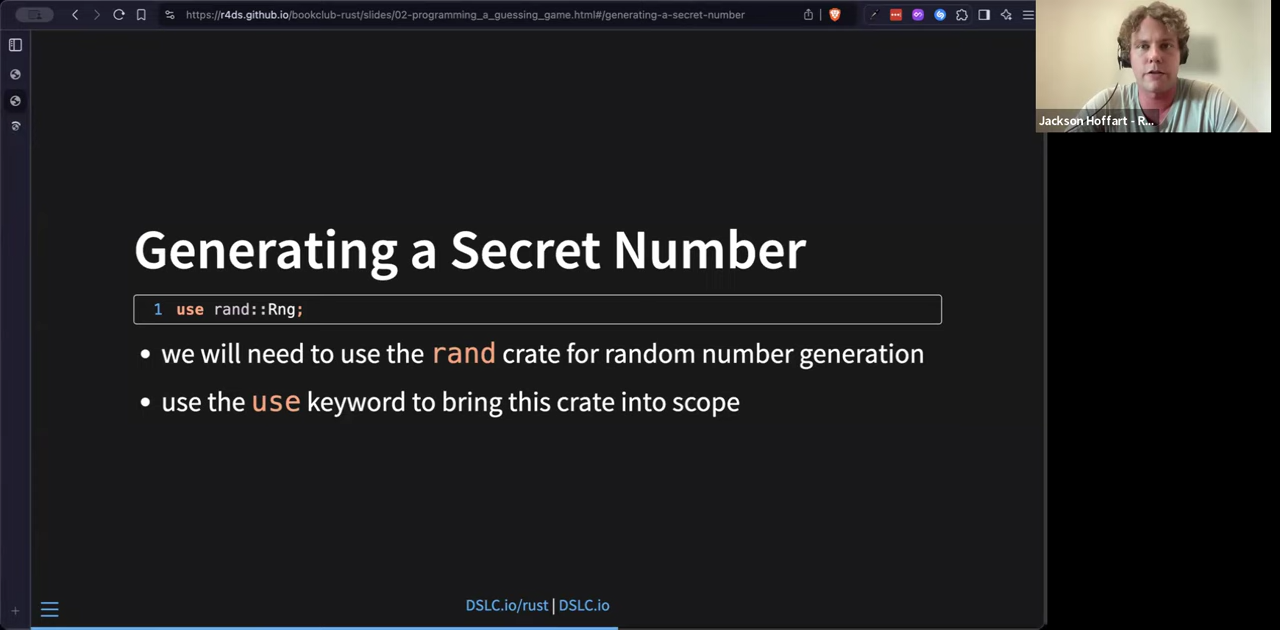 https://r4ds.github.io/bookclub-rust/slides/02-programming_a_guessing_game.html#/generating-a-secret-number
Jackson Hoffart - R...
Generating a Secret Number
1 use rand::Rng;
• we will need to use the rand crate for random number generation
• use the use keyword to bring this crate into scope
DSLC.io/rust | DSLC.io